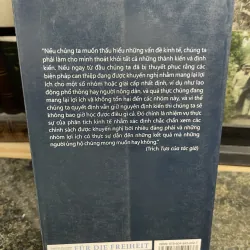 "Nếu chúng ta muốn thấu hiểu những vấn đề kinh tế, chúng ta
phải làm cho mình thoát khỏi tất cả những thành kiến và định
kiến. Nếu ngay từ đầu chúng ta đã bị thuyết phục rằng các
biện pháp can thiệp đang được khuyến nghị nhằm mang lại lợi
ích cho một số nhóm hoặc giai cấp nhất định, ví dụ như lao
động phổ thông hay người nông dân, và quả thực chúng đang
mang lại lợi ích và không tổn hại đến các nhóm này, và vì thế
chúng ta quyết định giữ nguyên định kiến thì chúng ta sẽ
không bao giờ học được điều gì cả. Đó chính là nhiệm vụ thực
sự của phân tích kinh tế nhằm xác định chắc chắn xem các
chính sách được khuyến nghị bởi nhiều đảng phái và những
nhóm lợi ích có thực sự dẫn đến những kết quả mà những
người ủng hộ chúng mong muốn hay không."
(Trích Tựa của tác giả)
FÜR DIE FREIHEIT